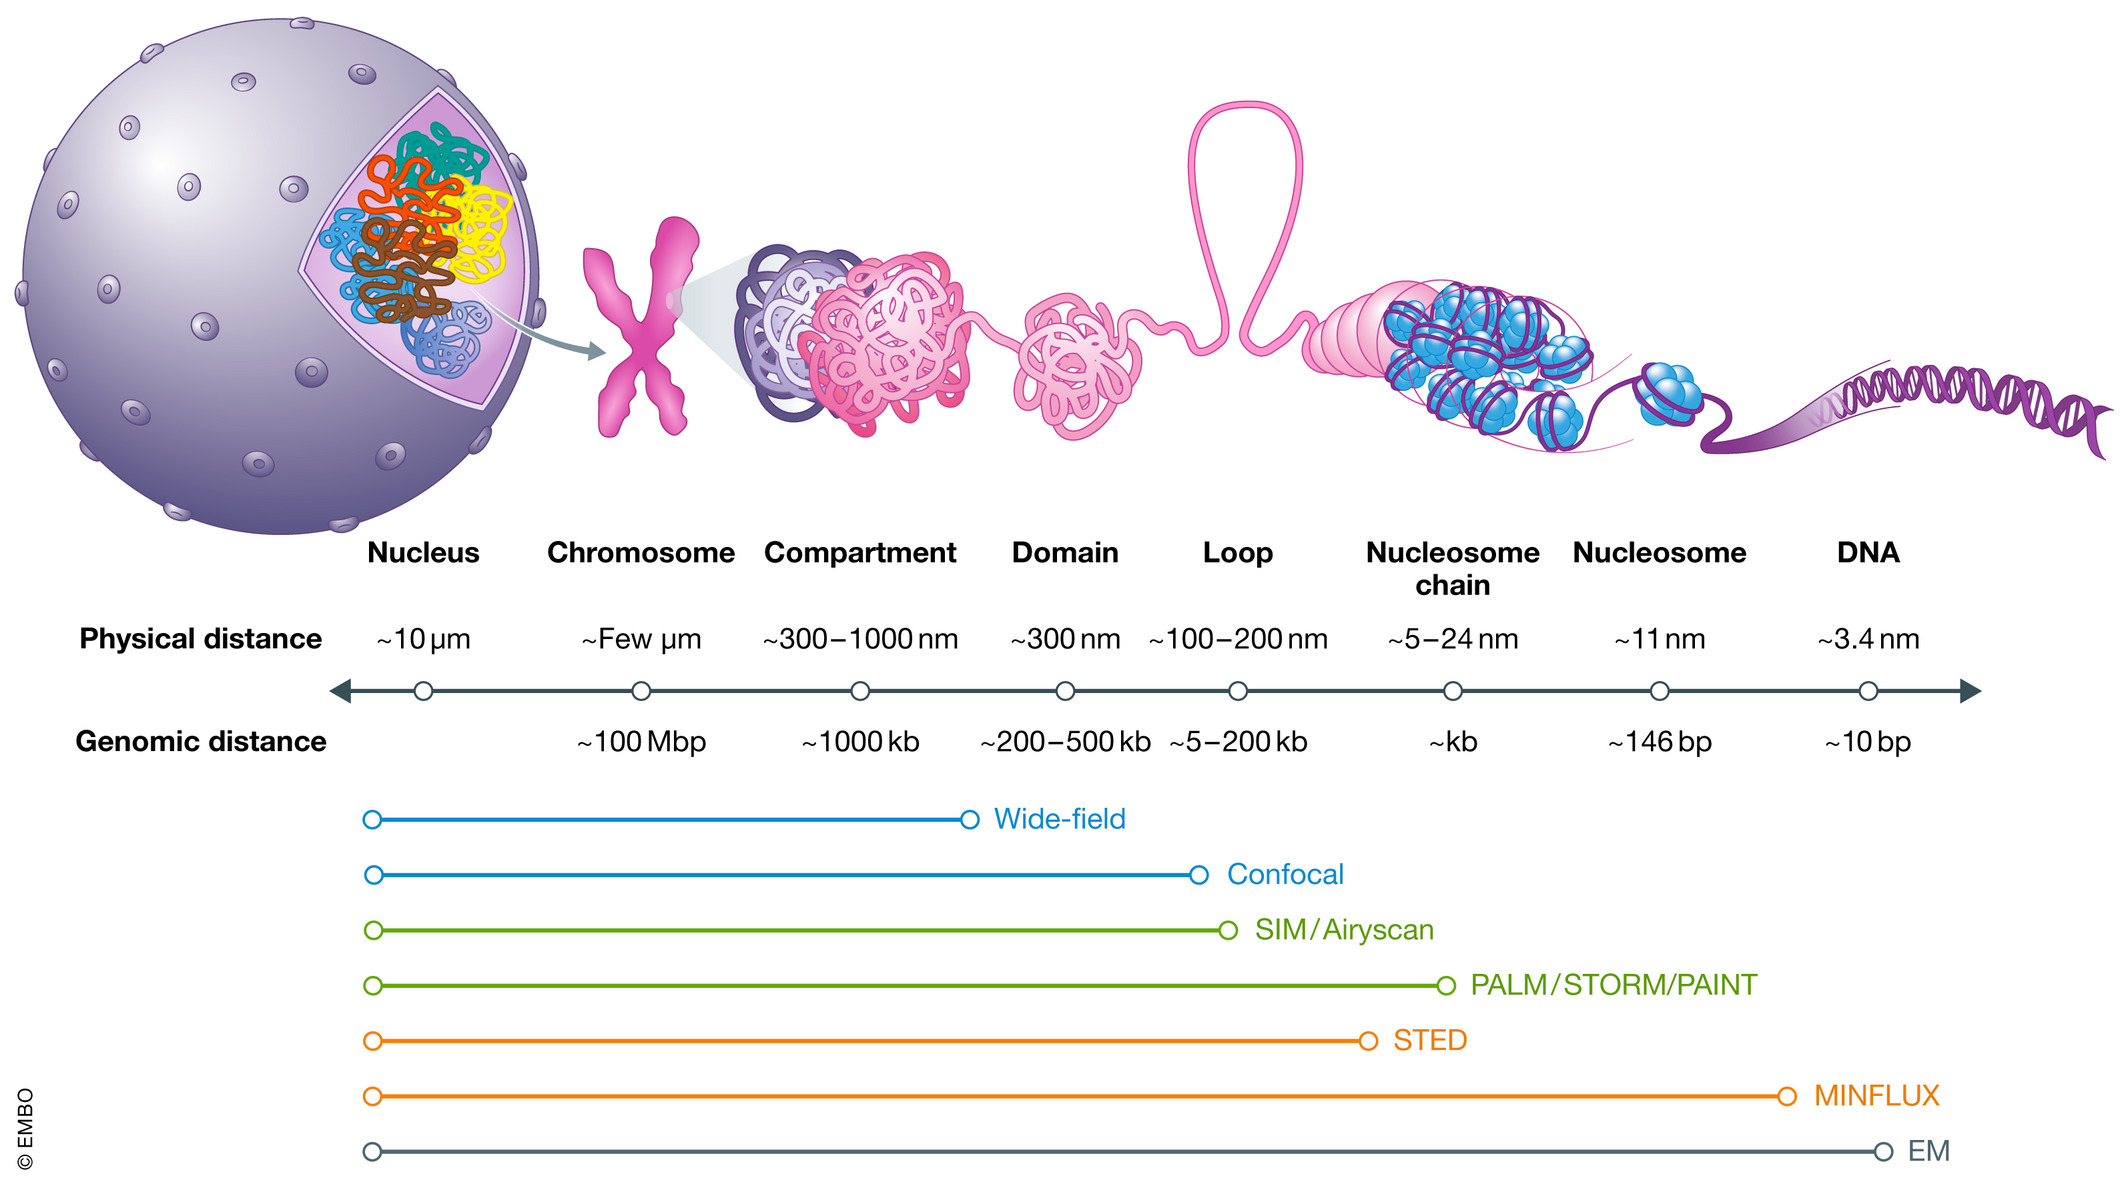 Nucleus Chromosome Compartment Domain Loop Nucleosome chain Nucleosome DNA
Physical distance ~10 µm ~Few µm ~300–1000 nm ~300 nm ~100–200 nm ~5–24 nm ~11 nm ~3.4 nm
Genomic distance ~100 Mbp ~1000 kb ~200–500 kb ~5–200 kb ~kb ~146 bp ~10 bp
Wide-field
Confocal
SIM/Airyscan
PALM/STORM/PAINT
STED
MINFLUX
EM
© EMBO